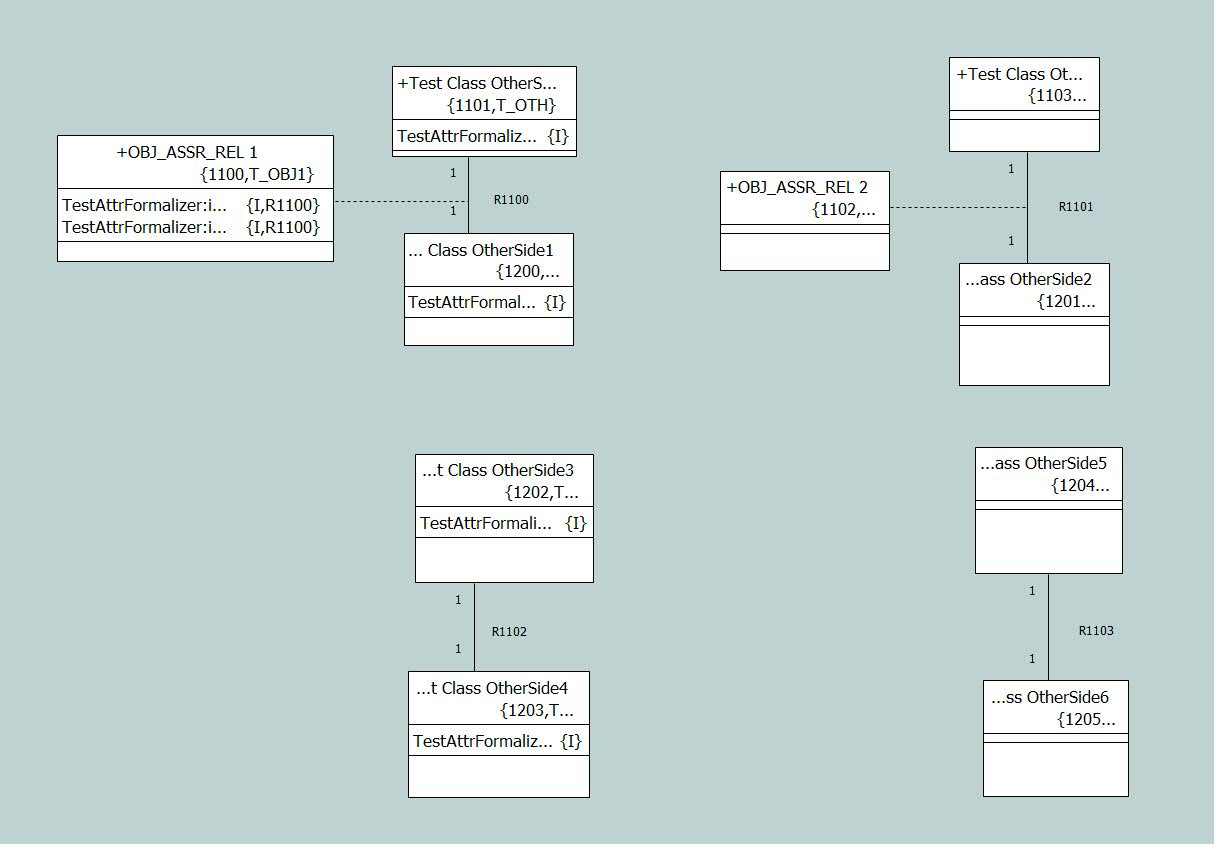 +Test Class OtherS...
{1101,T_OTH}
TestAttrFormaliz... {I}
+OBJ_ASSR_REL 1
{1100,T_OBJ1}
TestAttrFormalizer:i... {I,R1100}
TestAttrFormalizer:i... {I,R1100}
1
R1100
1
... Class OtherSide1
{1200,...
TestAttrFormal... {I}
+Test Class Ot...
{1103...
+OBJ_ASSR_REL 2
{1102,...
1
R1101
1
...ass OtherSide2
{1201...
...t Class OtherSide3
{1202,T...
TestAttrFormali... {I}
1
R1102
1
...t Class OtherSide4
{1203,T...
TestAttrFormaliz... {I}
...ass OtherSide5
{1204...
1
R1103
1
...ss OtherSide6
{1205...